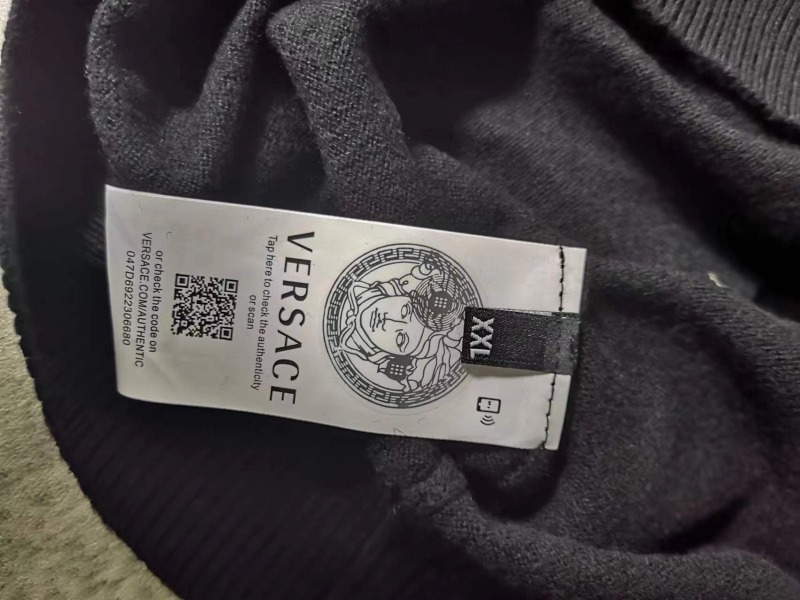 XXL
VERSACE
Tap here to check the authenticity
or scan
or check the code on
VERSACE.COM/AUTHENTIC
047D6922306680